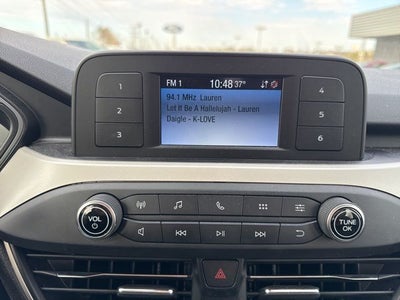 FM 1 10:48 37°
1
94.1 MHz Lauren
4
2
Let It Be A Hallelujah - Lauren
5
Daigle - K-LOVE
3
6
VOL
TUNE
OK